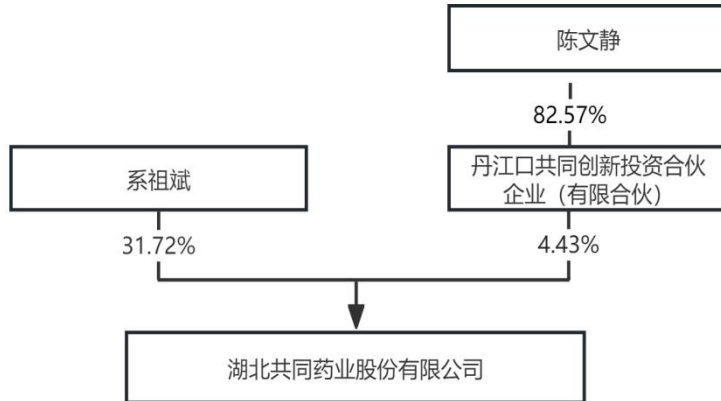 陈文静
82.57%
系祖斌
丹江口共同创新投资合伙
企业（有限合伙）
31.72%
4.43%
湖北共同药业股份有限公司